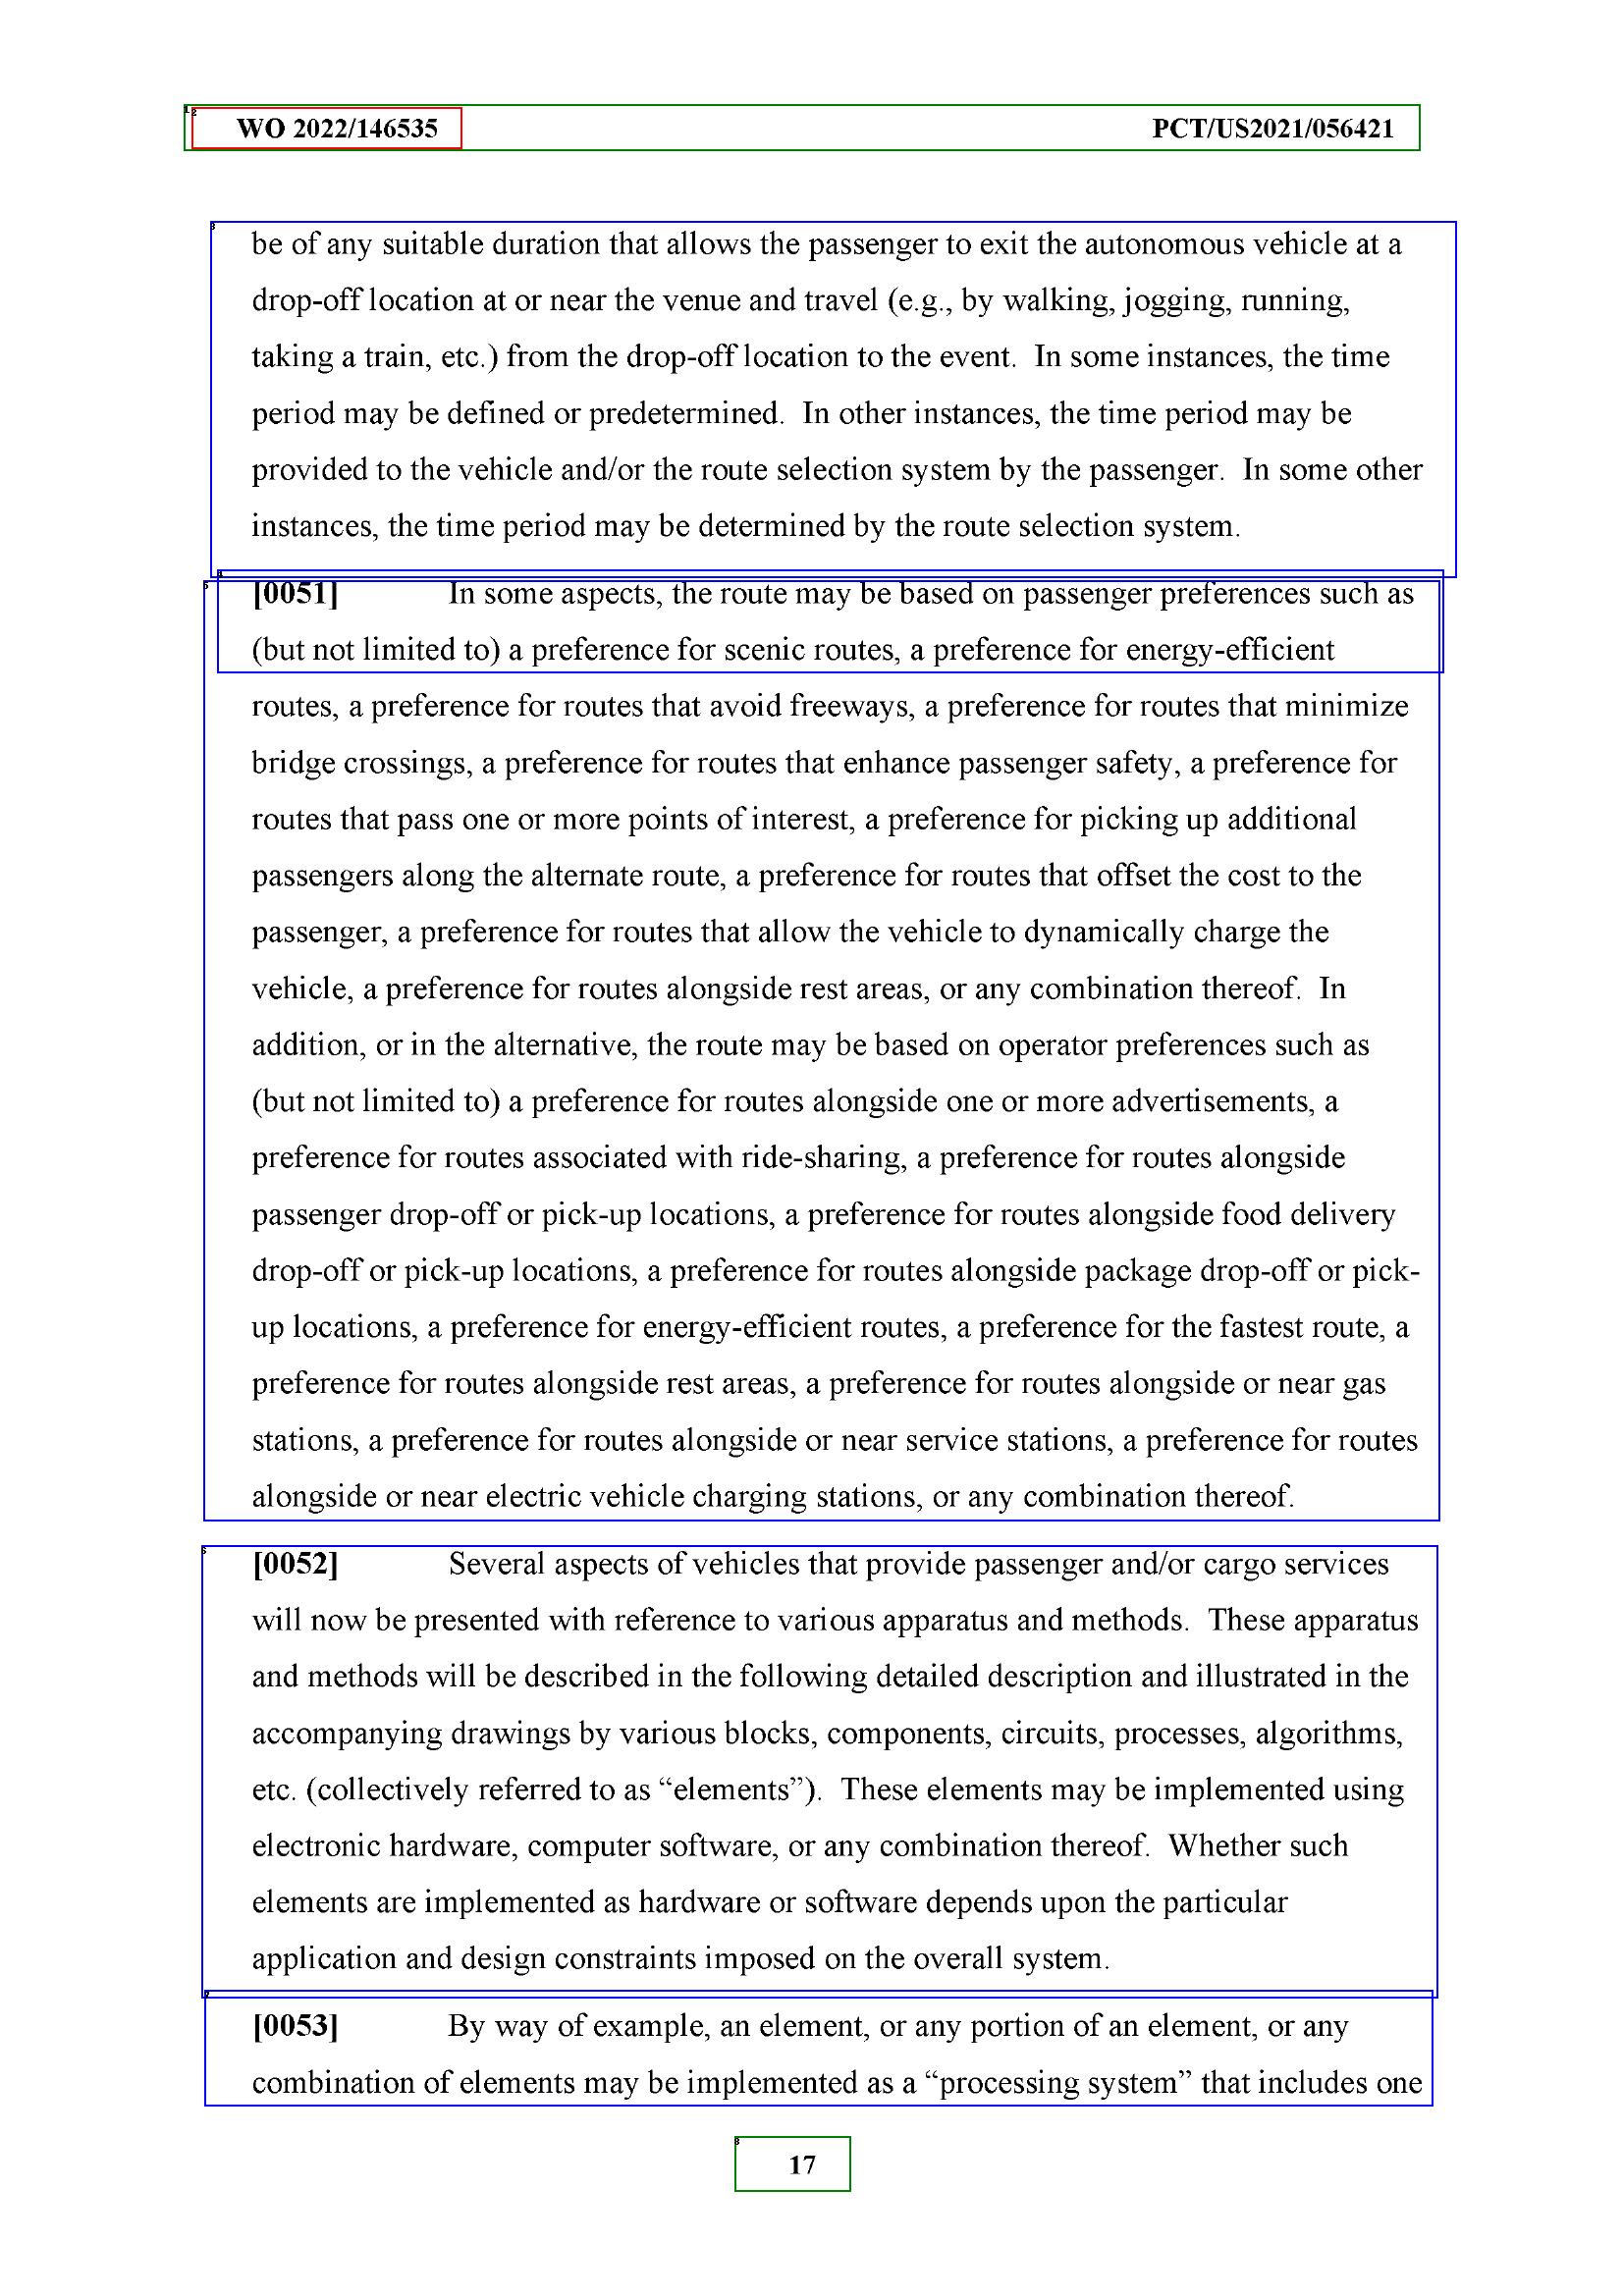 WO 2022/146535 PCT/US2021/056421
be of any suitable duration that allows the passenger to exit the autonomous vehicle at a
drop-off location at or near the venue and travel (e.g., by walking, jogging, running,
taking a train, etc.) from the drop-off location to the event. In some instances, the time
period may be defined or predetermined. In other instances, the time period may be
provided to the vehicle and/or the route selection system by the passenger. In some other
instances, the time period may be determined by the route selection system.
[0051] In some aspects, the route may be based on passenger preferences such as
(but not limited to) a preference for scenic routes, a preference for energy-efficient
routes, a preference for routes that avoid freeways, a preference for routes that minimize
bridge crossings, a preference for routes that enhance passenger safety, a preference for
routes that pass one or more points of interest, a preference for picking up additional
passengers along the alternate route, a preference for routes that offset the cost to the
passenger, a preference for routes that allow the vehicle to dynamically charge the
vehicle, a preference for routes alongside rest areas, or any combination thereof. In
addition, or in the alternative, the route may be based on operator preferences such as
(but not limited to) a preference for routes alongside one or more advertisements, a
preference for routes associated with ride-sharing, a preference for routes alongside
passenger drop-off or pick-up locations, a preference for routes alongside food delivery
drop-off or pick-up locations, a preference for routes alongside package drop-off or pick-
up locations, a preference for energy-efficient routes, a preference for the fastest route, a
preference for routes alongside rest areas, a preference for routes alongside or near gas
stations, a preference for routes alongside or near service stations, a preference for routes
alongside or near electric vehicle charging stations, or any combination thereof.
[0052] Several aspects of vehicles that provide passenger and/or cargo services
will now be presented with reference to various apparatus and methods. These apparatus
and methods will be described in the following detailed description and illustrated in the
accompanying drawings by various blocks, components, circuits, processes, algorithms,
etc. (collectively referred to as “elements”). These elements may be implemented using
electronic hardware, computer software, or any combination thereof. Whether such
elements are implemented as hardware or software depends upon the particular
application and design constraints imposed on the overall system.
[0053] By way of example, an element, or any portion of an element, or any
combination of elements may be implemented as a “processing system” that includes one
17